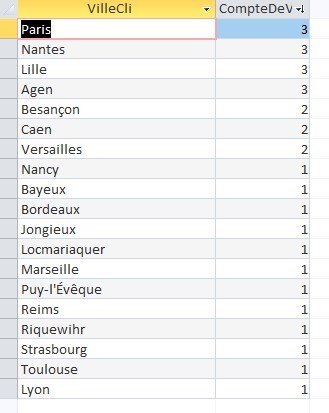 VilleCli CompteDeV
Paris 3
Nantes 3
Lille 3
Agen 3
Besançon 2
Caen 2
Versailles 2
Nancy 1
Bayeux 1
Bordeaux 1
Jongieux 1
Locmariaquer 1
Marseille 1
Puy-l'Évêque 1
Reims 1
Riquewihr 1
Strasbourg 1
Toulouse 1
Lyon 1